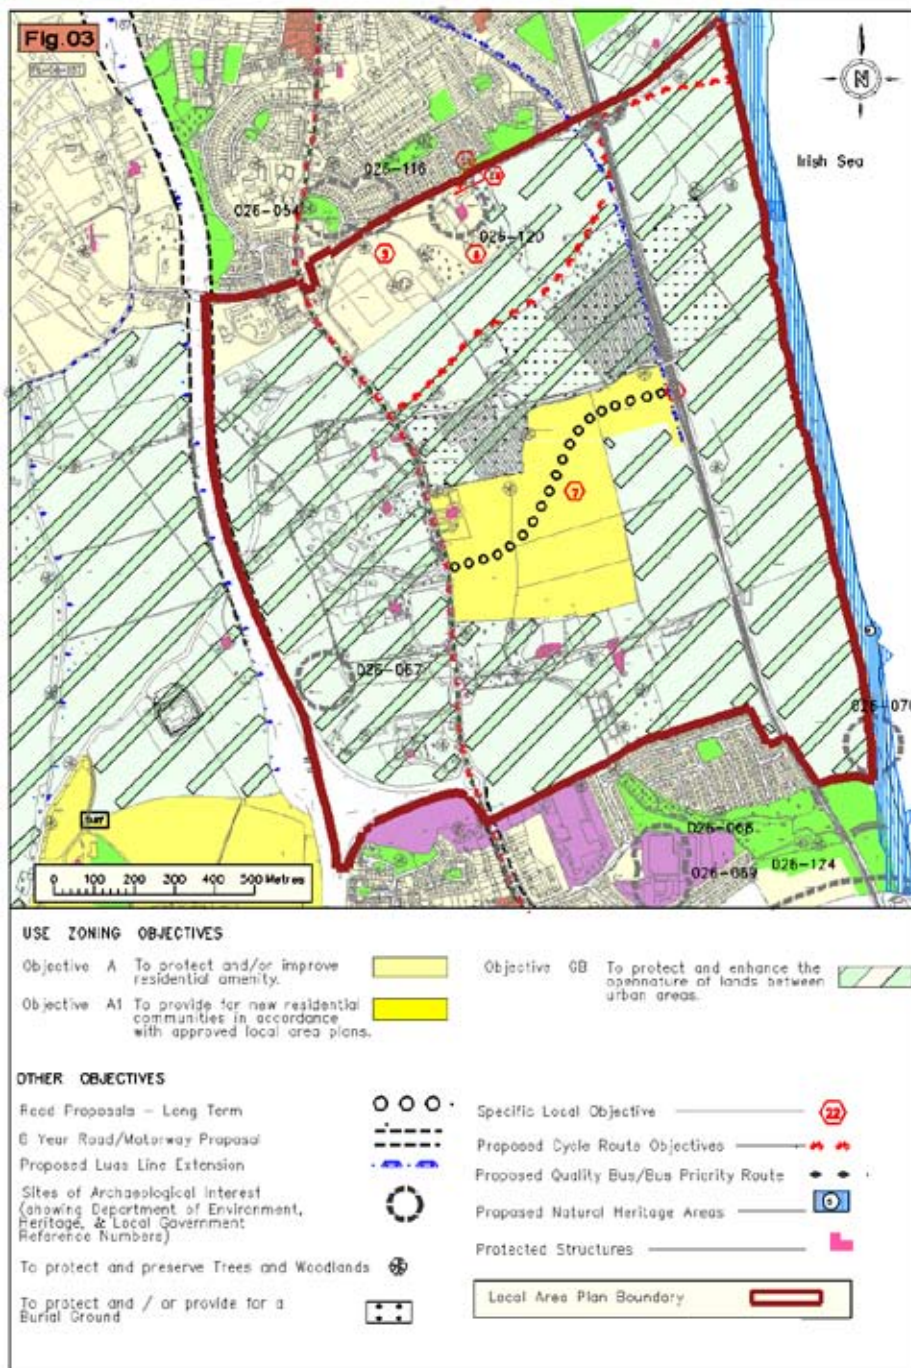 Fig.03
187
N
Irish Sea
026-116
026-054
026-120
9
8
7
026-067
026-070
026-068
026-069
026-124
0 100 200 300 400 500 Metres
USE ZONING OBJECTIVES
Objective A To protect and/or improve
residential amenity.
Objective A1 To provide for new residential
communities in accordance
with approved local area plans.
Objective GB To protect and enhance the
opennature of lands between
urban areas.
OTHER OBJECTIVES
Road Proposals - Long Term
6 Year Road/Motorway Proposal
Proposed Luas Line Extension
Sites of Archaeological Interest
(showing Department of Environment,
Heritage, & Local Government
Reference Numbers)
To protect and preserve Trees and Woodlands
To protect and / or provide for a
Burial Ground
Specific Local Objective
22
Proposed Cycle Route Objectives
Proposed Quality Bus/Bus Priority Route
Proposed Natural Heritage Areas
Protected Structures
Local Area Plan Boundary